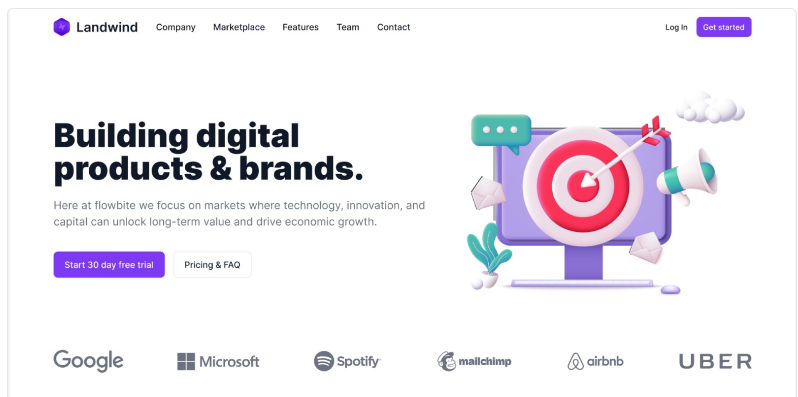 Landwind Company Marketplace Features Team Contact Log In Get started
Building digital
products & brands.
Here at flowbite we focus on markets where technology, innovation, and
capital can unlock long-term value and drive economic growth.
Start 30 day free trial Pricing & FAQ
Google Microsoft Spotify mailchimp airbnb UBER